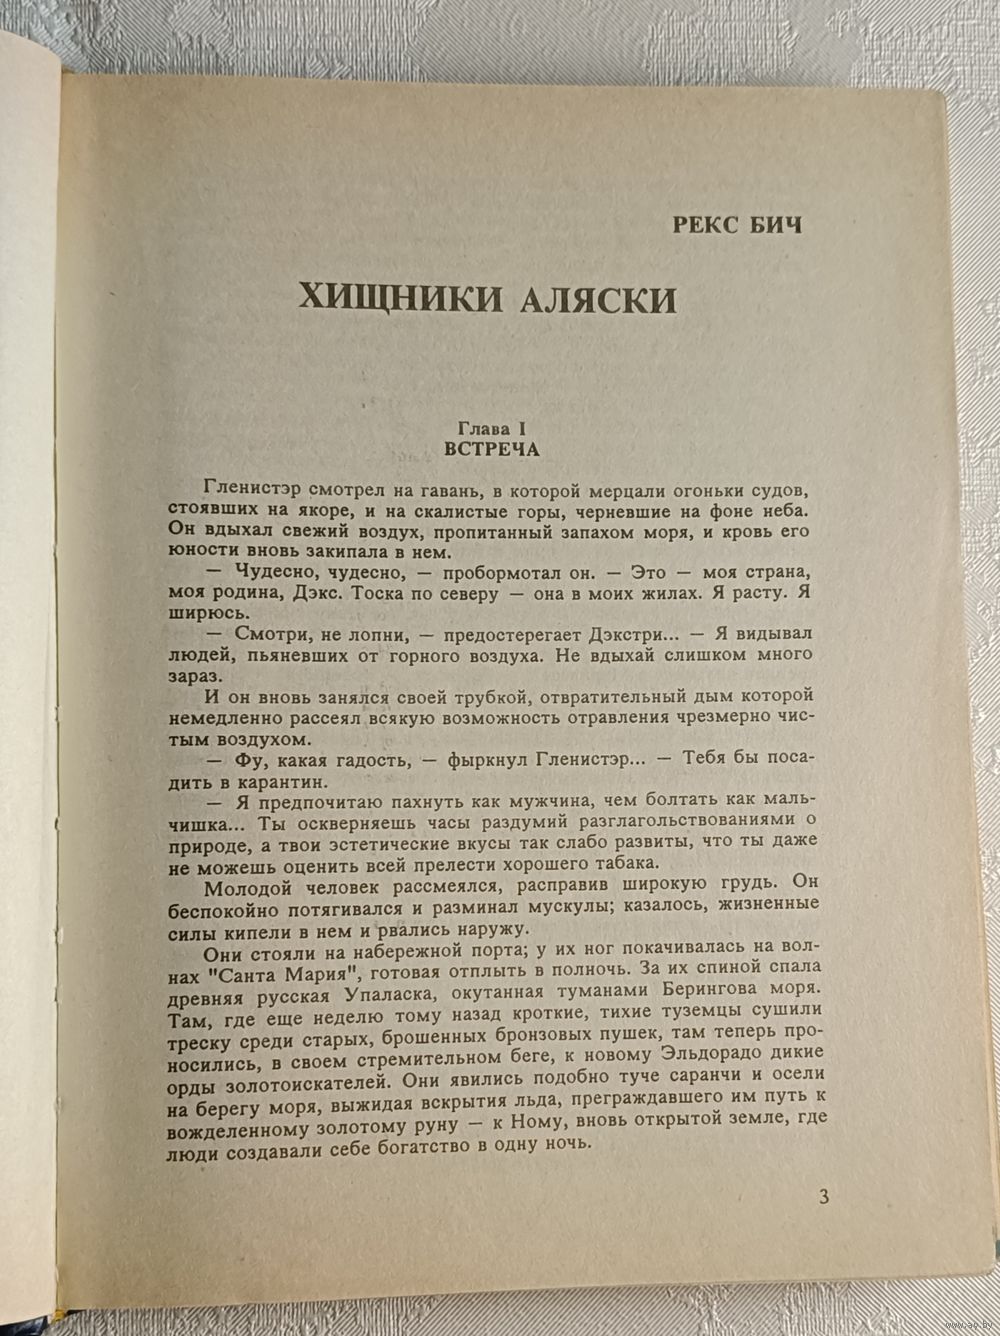 РЕКС БИЧ
ХИЩНИКИ АЛЯСКИ
Глава I
ВСТРЕЧА
Гленистэр смотрел на гавань, в которой мерцали огоньки судов,
стоявших на якоре, и на скалистые горы, черневшие на фоне неба.
Он вдыхал свежий воздух, пропитанный запахом моря, и кровь его
юности вновь закипала в нем.
— Чудесно, чудесно, — пробормотал он. — Это — моя страна,
моя родина, Дэкс. Тоска по северу — она в моих жилах. Я расту. Я
ширюсь.
— Смотри, не лопни, — предостерегает Дэкстри... — Я видывал
людей, пьяневших от горного воздуха. Не вдыхай слишком много
зараз.
И он вновь занялся своей трубкой, отвратительный дым которой
немедленно рассеял всякую возможность отравления чрезмерно чис-
тым воздухом.
— Фу, какая гадость, — фыркнул Гленистэр... — Тебя бы поса-
дить в карантин.
— Я предпочитаю пахнуть как мужчина, чем болтать как маль-
чишка... Ты оскверняешь часы раздумий разглагольствованиями о
природе, а твои эстетические вкусы так слабо развиты, что ты даже
не можешь оценить всей прелести хорошего табака.
Молодой человек рассмеялся, расправив широкую грудь. Он
беспокойно потягивался и разминал мускулы; казалось, жизненные
силы кипели в нем и рвались наружу.
Они стояли на набережной порта; у их ног покачивалась на вол-
нах "Санта Мария", готовая отплыть в полночь. За их спиной спала
древняя русская Упаласка, окутанная туманами Берингова моря.
Там, где еще неделю тому назад кроткие, тихие туземцы сушили
треску среди старых, брошенных бронзовых пушек, там теперь про-
носились, в своем стремительном беге, к новому Эльдорадо дикие
орды золотоискателей. Они явились подобно туче саранчи и осели
на берегу моря, выжидая вскрытия льда, преграждавшего им путь к
вожделенному золотому руну — к Ному, вновь открытой земле, где
люди создавали себе богатство в одну ночь.
3
www.ay.by